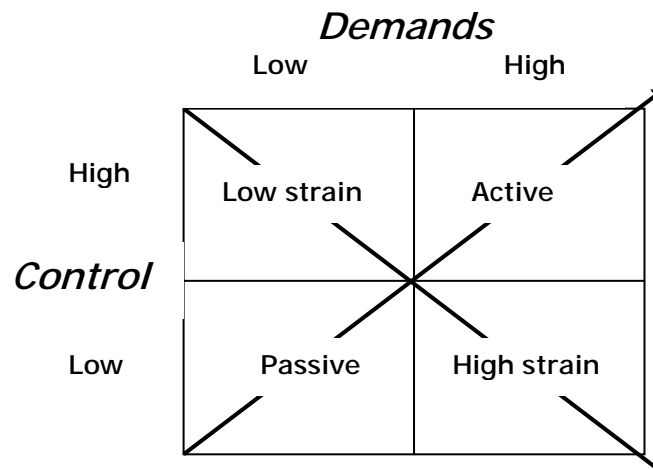 Demands
Low High
High
Low strain Active
Control
Low
Passive High strain